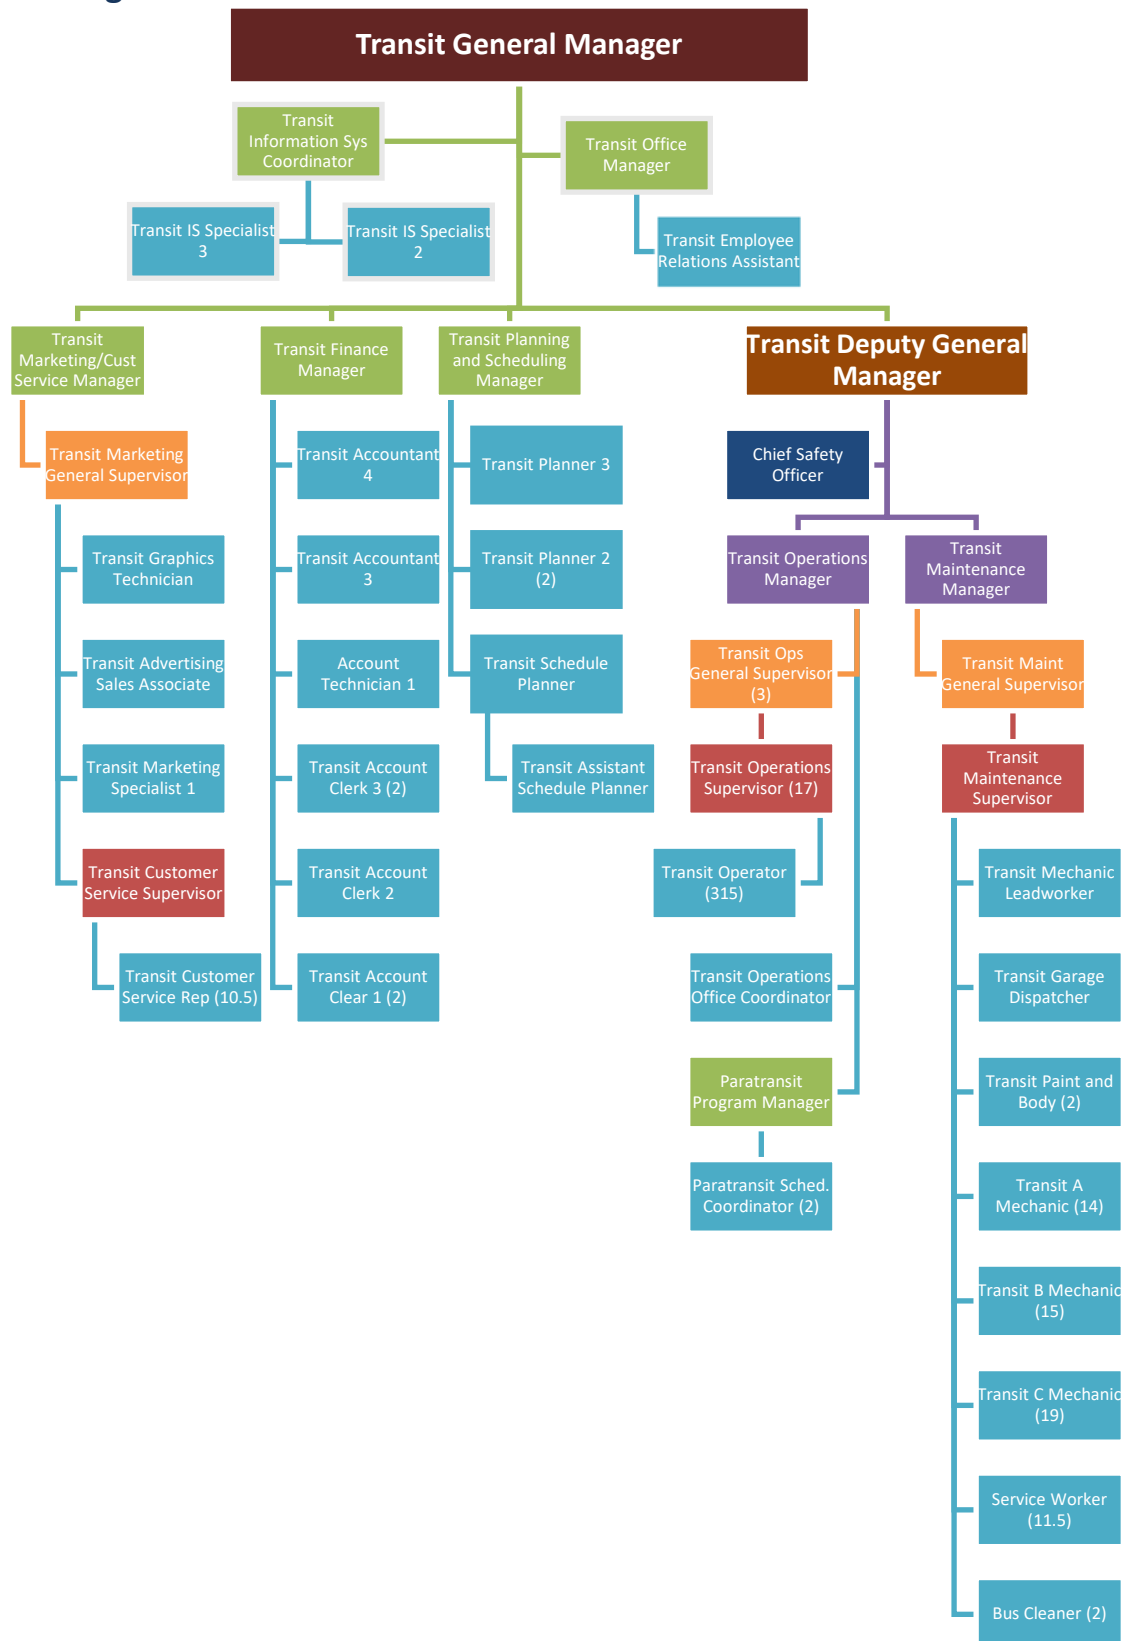 Transit General Manager
Transit
Information Sys
Coordinator
Transit Office
Manager
Transit IS Specialist
3
Transit IS Specialist
2
Transit Employee
Relations Assistant
Transit
Marketing/Cust
Service Manager
Transit Finance
Manager
Transit Planning
and Scheduling
Manager
Transit Deputy General
Manager
Transit Marketing
General Supervisor
Transit Graphics
Technician
Transit Advertising
Sales Associate
Transit Marketing
Specialist 1
Transit Customer
Service Supervisor
Transit Customer
Service Rep (10.5)
Transit Accountant
4
Transit Accountant
3
Account
Technician 1
Transit Account
Clerk 3 (2)
Transit Account
Clerk 2
Transit Account
Clear 1 (2)
Transit Planner 3
Transit Planner 2
(2)
Transit Schedule
Planner
Transit Assistant
Schedule Planner
Chief Safety
Officer
Transit Operations
Manager
Transit
Maintenance
Manager
Transit Ops
General Supervisor
(3)
Transit Operations
Supervisor (17)
Transit Operator
(315)
Transit Operations
Office Coordinator
Paratransit
Program Manager
Paratransit Sched.
Coordinator (2)
Transit Maint
General Supervisor
Transit
Maintenance
Supervisor
Transit Mechanic
Leadworker
Transit Garage
Dispatcher
Transit Paint and
Body (2)
Transit A
Mechanic (14)
Transit B Mechanic
(15)
Transit C Mechanic
(19)
Service Worker
(11.5)
Bus Cleaner (2)